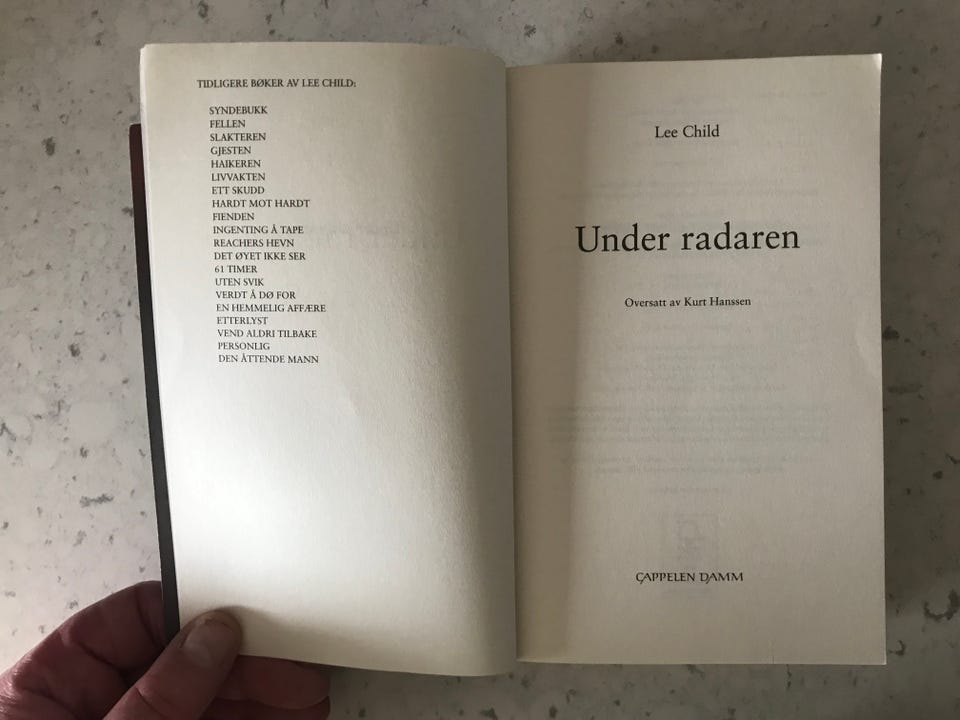 TIDLIGERE BØKER AV LEE CHILD:
SYNDEBUKK
FELLEN
SLAKTEREN
GJESTEN
HAIKEREN
LIVVAKTEN
ETT SKUDD
HARDT MOT HARDT
FIENDEN
INGENTING Å TAPE
REACHERS HEVN
DET ØYET IKKE SER
61 TIMER
UTEN SVIK
VERDT Å DØ FOR
EN HEMMELIG AFFÆRE
ETTERLYST
VEND ALDRI TILBAKE
PERSONLIG
DEN ÅTTENDE MANN
Lee Child
Under radaren
Oversatt av Kurt Hanssen
CAPPELEN DAMM